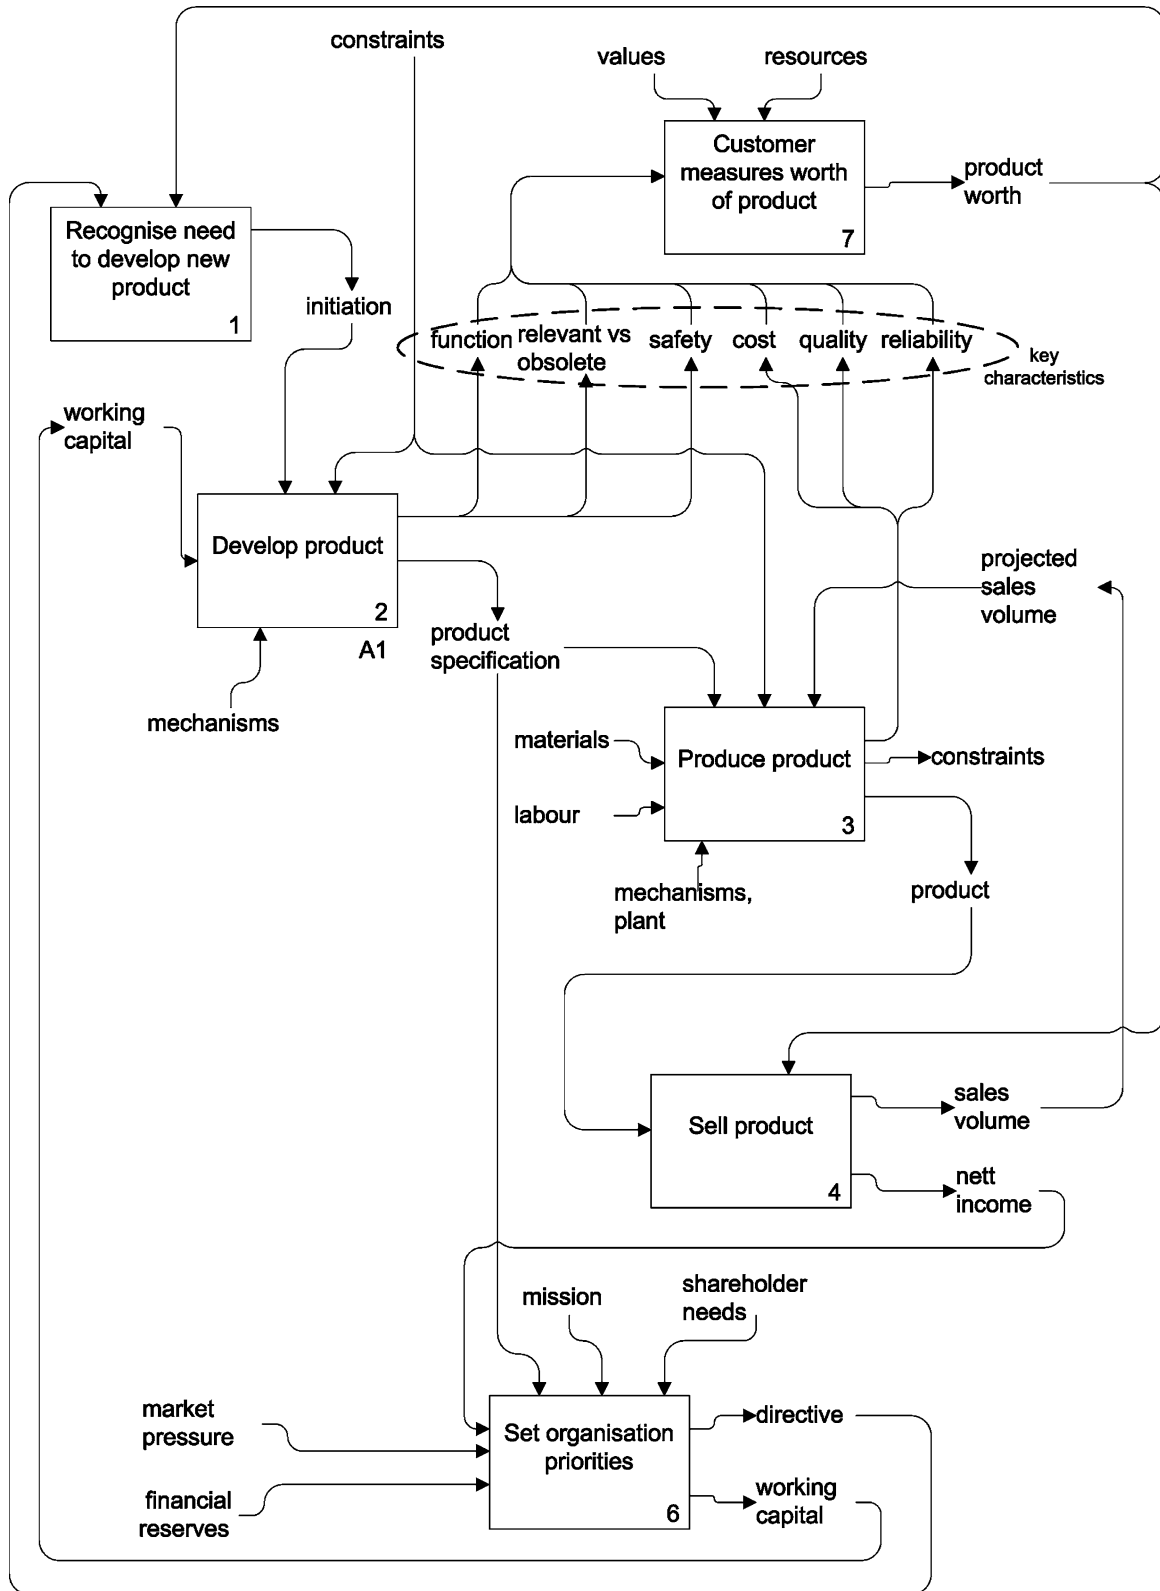 constraints
values
resources
Customer
measures worth
of product
7
product
worth
Recognise need
to develop new
product
1
initiation
function
relevant vs
obsolete
safety
cost
quality
reliability
key
characteristics
working
capital
Develop product
2
A1
mechanisms
product
specification
projected
sales
volume
materials
labour
Produce product
3
constraints
mechanisms,
plant
product
Sell product
4
sales
volume
nett
income
mission
shareholder
needs
market
pressure
financial
reserves
Set organisation
priorities
6
directive
working
capital